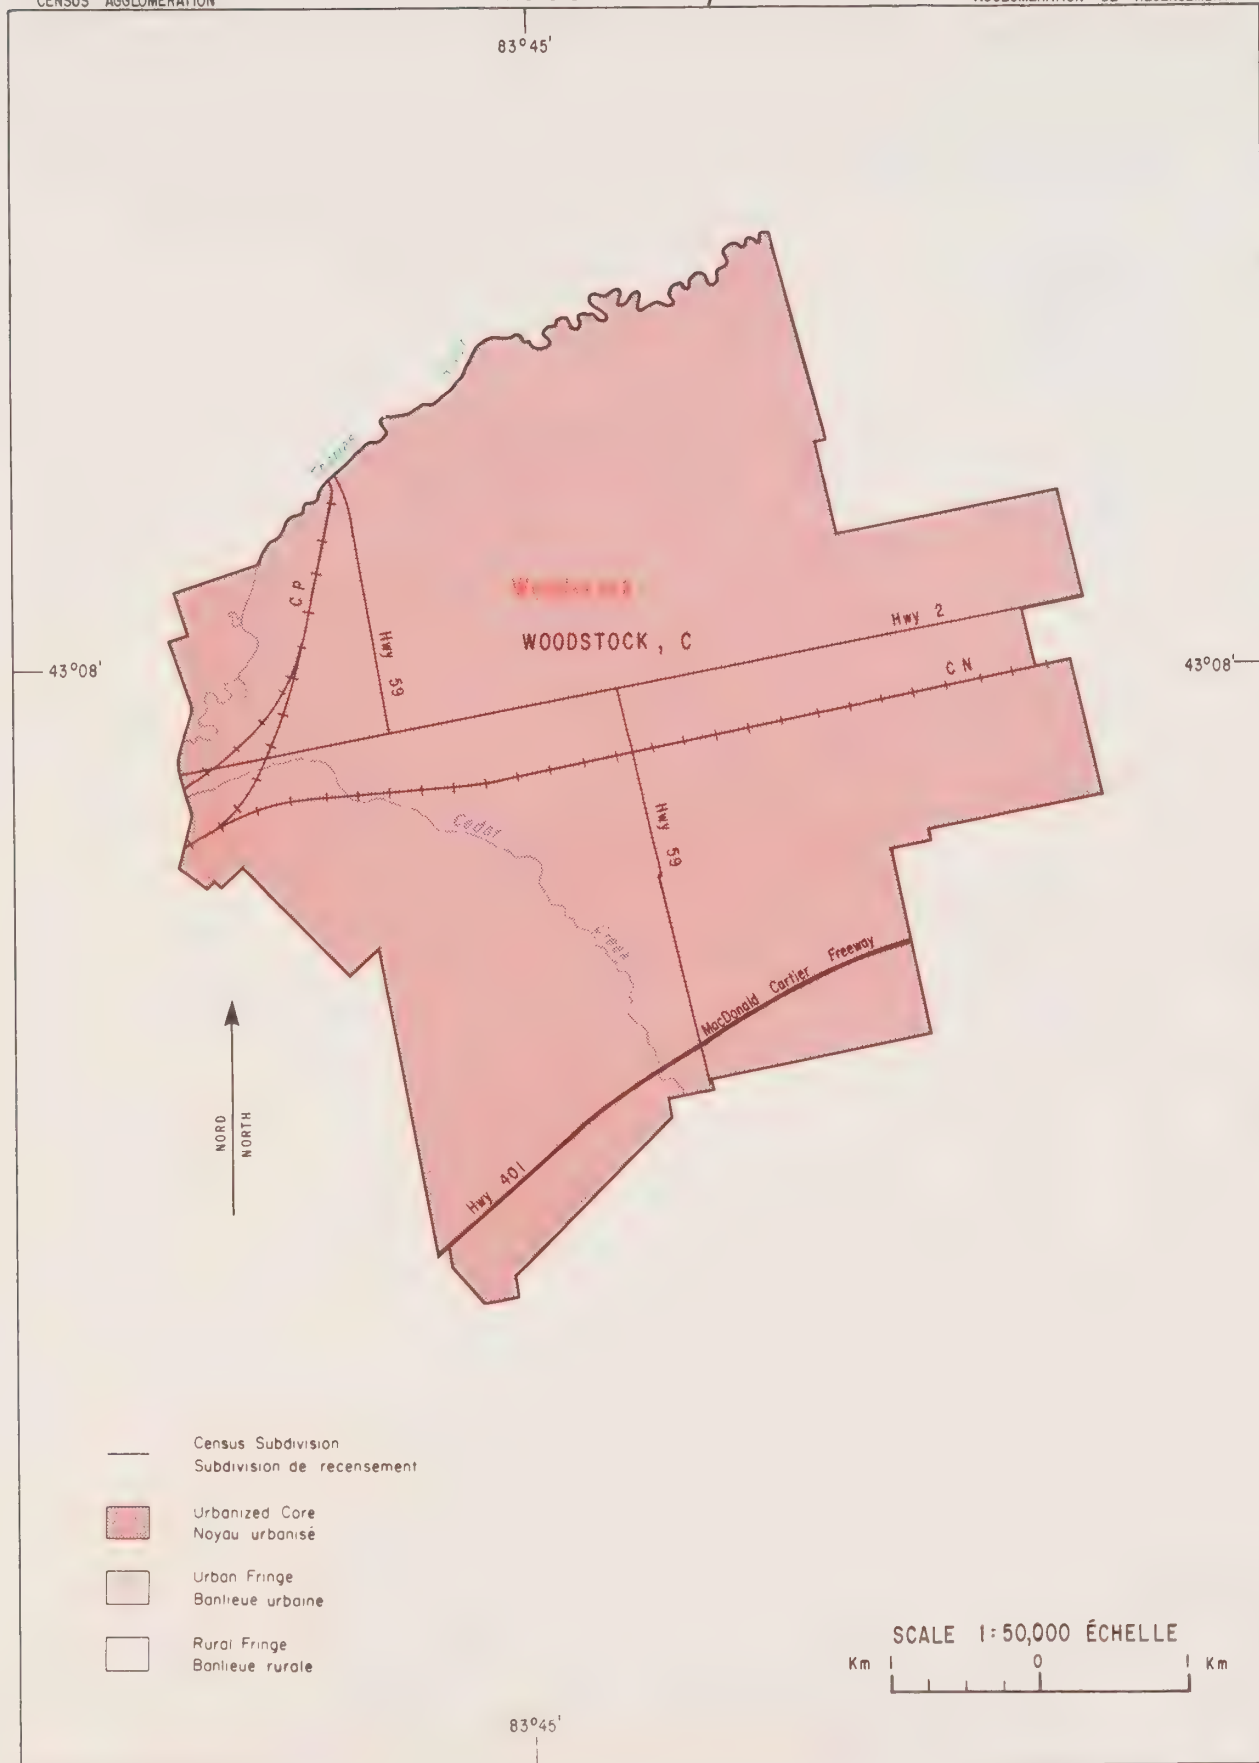 CENSUS AGGLOMERATION
83°45'
Thames
CP
Hwy 59
WOODSTOCK, C
Hwy 2
43°08'
43°08'
CN
Cedar
Creek
Hwy 59
MacDonald Cartier Freeway
NORD
NORTH
Hwy 401
Census Subdivision
Subdivision de recensement
Urbanized Core
Noyau urbanisé
Urban Fringe
Banlieue urbaine
Rural Fringe
Banlieue rurale
SCALE 1:50,000 ÉCHELLE
Km 1 0 1 Km
83°45'